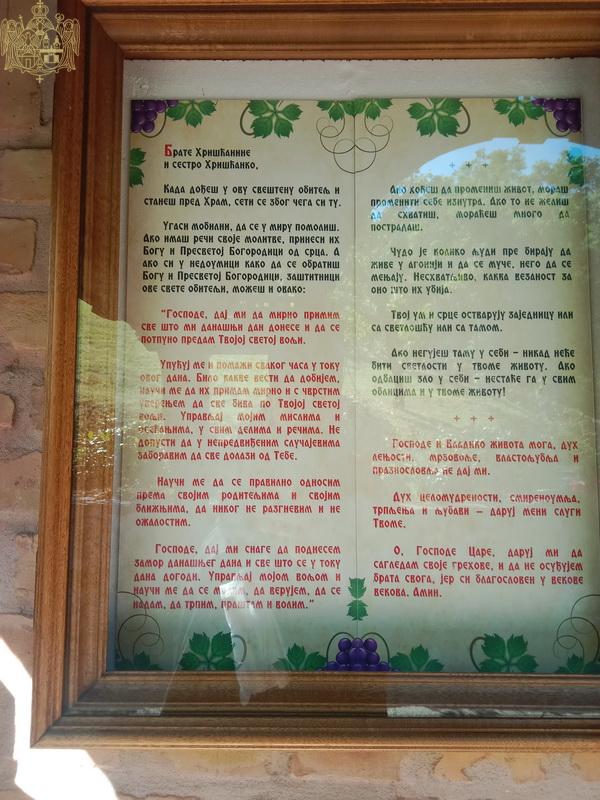 Брате Хришћанине
и сестро Хришћанко,
Када дођеш у ову свештену обитељ и
станеш пред Храм, сети се због чега си ту.
Угаси мобилни, да се у миру помолиш.
Ако имаш речи своје молитве, принеси их
Богу и Пресветој Богородици од срца. А
ако си у недоумици како да се обратиш
Богу и Пресветој Богородици, заштитници
ове свете обитељи, можеш и овако:
"Господе, дај ми да мирно примим
све што ми данашњи дан донесе и да се
потпуно предам Твојој светој вољи.
Упућуј ме и помажи сваког часа у току
овог дана. Било какве вести да добијем,
научи ме да их примам мирно и с чврстим
уверењем да све бива по Твојој светој
вољи. Управљај мојим мислима и
осећањима, у свим делима и речима. Не
допусти да у непредвиђеним случајевима
заборавим да све долази од Тебе.
Научи ме да се правилно односим
према својим родитељима и својим
ближњима, да никог не разгневим и не
ожалостим.
Господе, дај ми снаге да поднесем
замор данашњег дана и све што се у току
дана догоди. Управљај мојом вољом и
научи ме да се молим, да верујем, да се
надам, да трпим, праштам и волим."
+ + +
Ако хоћеш да промениш живот, мораш
променити себе изнутра. Ако то не желиш
да схватиш, мораћеш много да
пострадаш.
Чудо је колико људи пре бирају да
живе у агонији и да се муче, него да се
мењају. Несхватљиво, каква везаност за
оно што их убија.
Твој ум и срце остварују заједницу или
са светлошћу или са тамом.
Ако негујеш таму у себи – никад неће
бити светлости у твоме животу. Ако
одбациш зло у себи – нестаће га у свим
облицима и у твоме животу!
+ + +
Господе и Владико живота мога, дух
лењости, мрзовоље, властољубља и
празнословља не дај ми.
Дух целомудрености, смиреноумља,
трпљења и љубави – даруј мени слуги
Твоме.
О, Господе Царе, даруј ми да
сагледам своје грехове, и да не осуђујем
брата свога, јер си благословен у векове
векова. Амин.